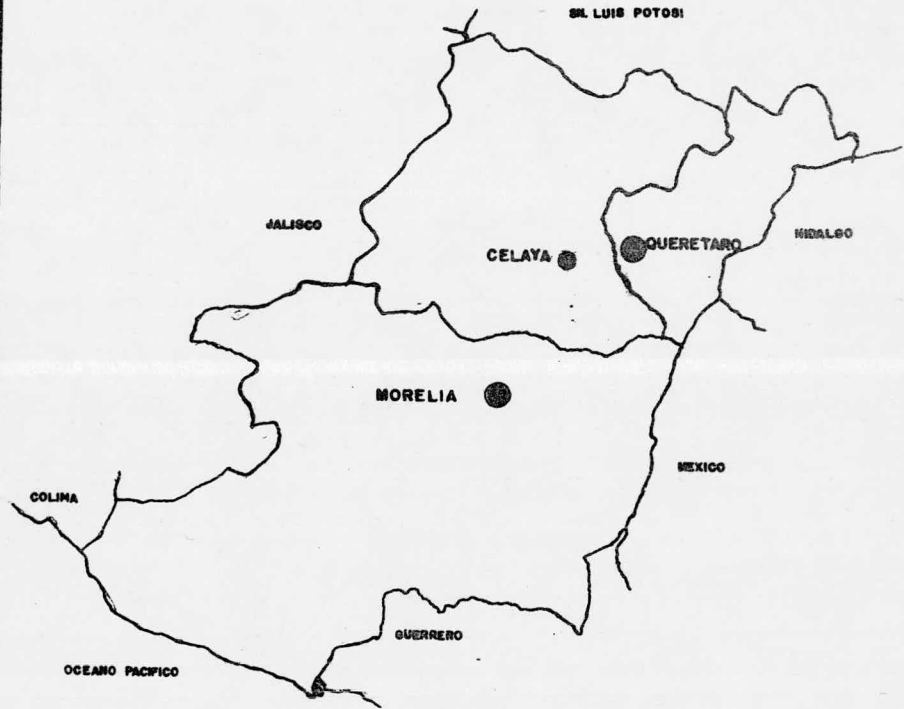 SN. LUIS POTOSI
JALISCO
HIDALGO
CELAYA
QUERETARO
MORELIA
MEXICO
COLIMA
GUERRERO
OCEANO PACIFICO